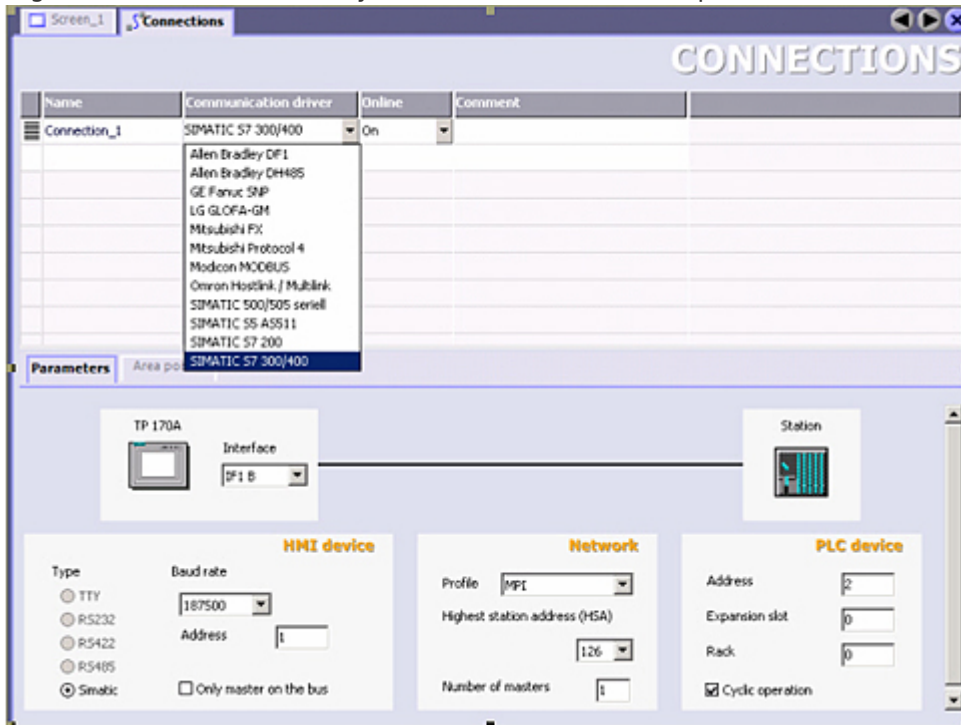 Screen_1 Connections
CONNECTIONS
Name Communication driver Online Comment
Connection_1 SIMATIC S7 300/400 On
Allen Bradley DF1
Allen Bradley DH485
GE Fanuc SNP
LG GLOFA-GM
Mitsubishi FX
Mitsubishi Protocol 4
Modicon MODBUS
Omron Hostlink / Multilink
SIMATIC 500/505 seriell
SIMATIC S5 AS511
SIMATIC S7 200
SIMATIC S7 300/400
Parameters Area po
TP 170A
Station
Interface
IF1 B
HMI device
Network
PLC device
Type
Baud rate
TTY
187500
RS232
Address 1
RS422
RS485
Simatic
Only master on the bus
Profile MPI
Highest station address (HSA)
126
Number of masters 1
Address 2
Expansion slot 0
Rack 0
Cyclic operation